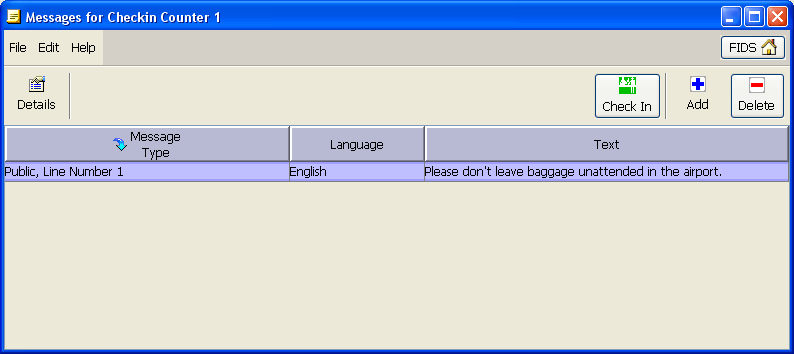 Messages for Checkin Counter 1
File Edit Help
FIDS
Details
Check In
Add
Delete
Message
Type
Language
Text
Public, Line Number 1
English
Please don't leave baggage unattended in the airport.